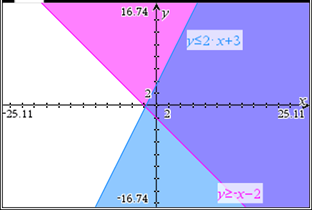 16.74 y
y≤2·x+3
2
x
-25.11 2 25.11
-16.74
y≥-x-2